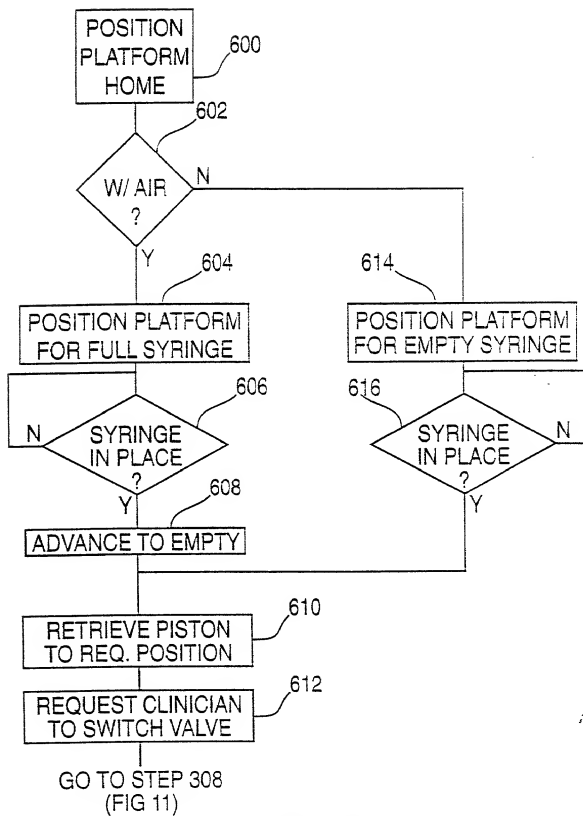 POSITION
PLATFORM
HOME
600
602
W/ AIR
?
N
Y
604
POSITION PLATFORM
FOR FULL SYRINGE
614
POSITION PLATFORM
FOR EMPTY SYRINGE
606
SYRINGE
IN PLACE
?
N
Y
616
SYRINGE
IN PLACE
?
N
Y
608
ADVANCE TO EMPTY
610
RETRIEVE PISTON
TO REQ. POSITION
612
REQUEST CLINICIAN
TO SWITCH VALVE
GO TO STEP 308
(FIG 11)